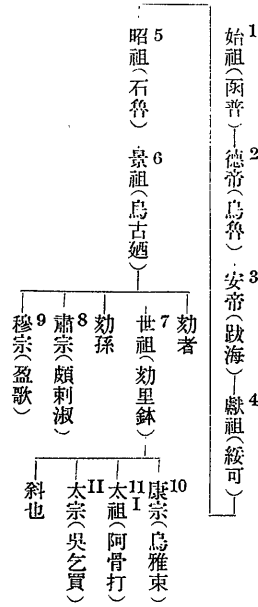 1 始祖(函普)
2 德帝(烏魯)
3 安帝(跋海)
4 獻祖(綏可)
5 昭祖(石魯)
6 景祖(烏古廼)
劾者
7 世祖(劾里鉢)
劾孫
8 肅宗(頗刺淑)
9 穆宗(盈歌)
10 康宗(烏雅束)
11 I 太祖(阿骨打)
II 太宗(吳乞買)
斜也